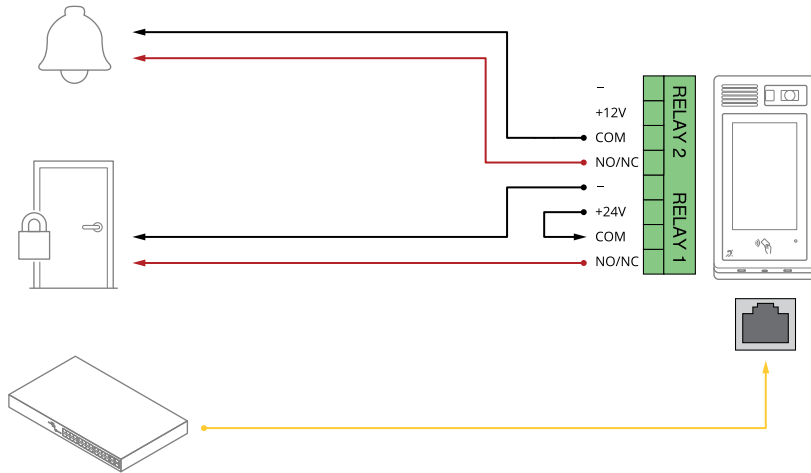 –
+12V
COM
NO/NC
–
+24V
COM
NO/NC
RELAY 2
RELAY 1